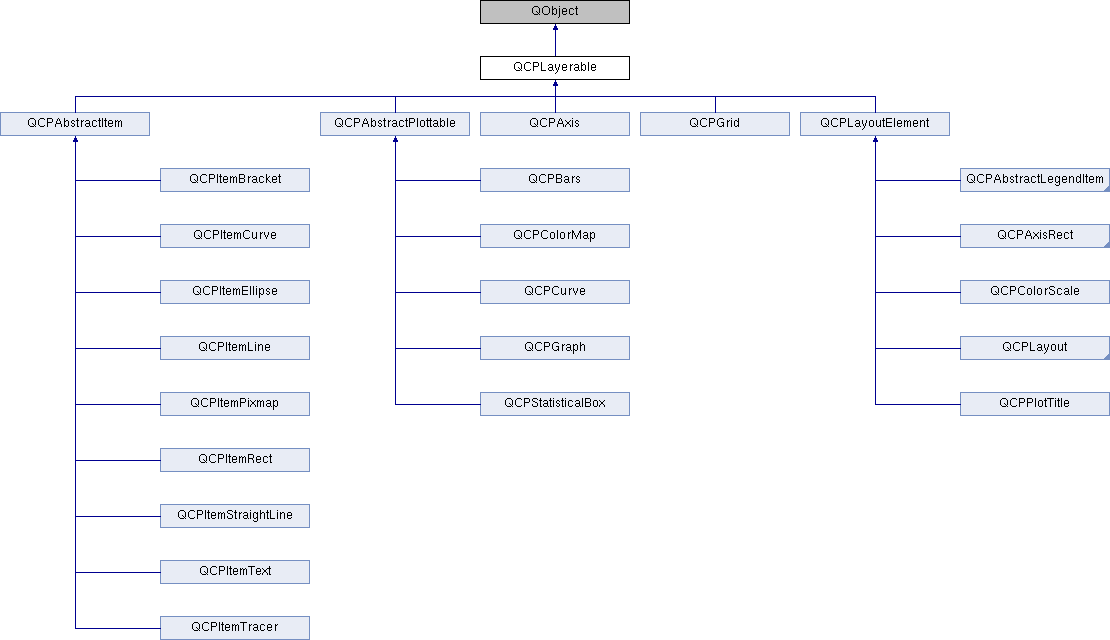 QObject
QCPLayerable
QCPAbstractItem
QCPAbstractPlottable
QCPAxis
QCPGrid
QCPLayoutElement
QCPItemBracket
QCPBars
QCPAbstractLegendItem
QCPItemCurve
QCPColorMap
QCPAxisRect
QCPItemEllipse
QCPCurve
QCPColorScale
QCPItemLine
QCPGraph
QCPLayout
QCPItemPixmap
QCPStatisticalBox
QCPPlotTitle
QCPItemRect
QCPItemStraightLine
QCPItemText
QCPItemTracer